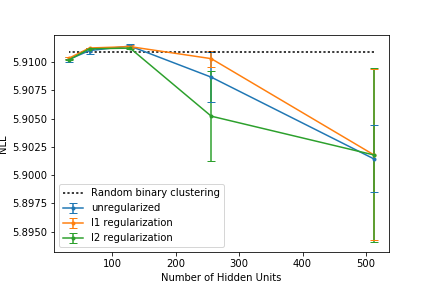 5.9100
5.9075
5.9050
5.9025
5.9000
5.8975
5.8950
NLL
Random binary clustering
unregularized
l1 regularization
l2 regularization
100
200
300
400
500
Number of Hidden Units